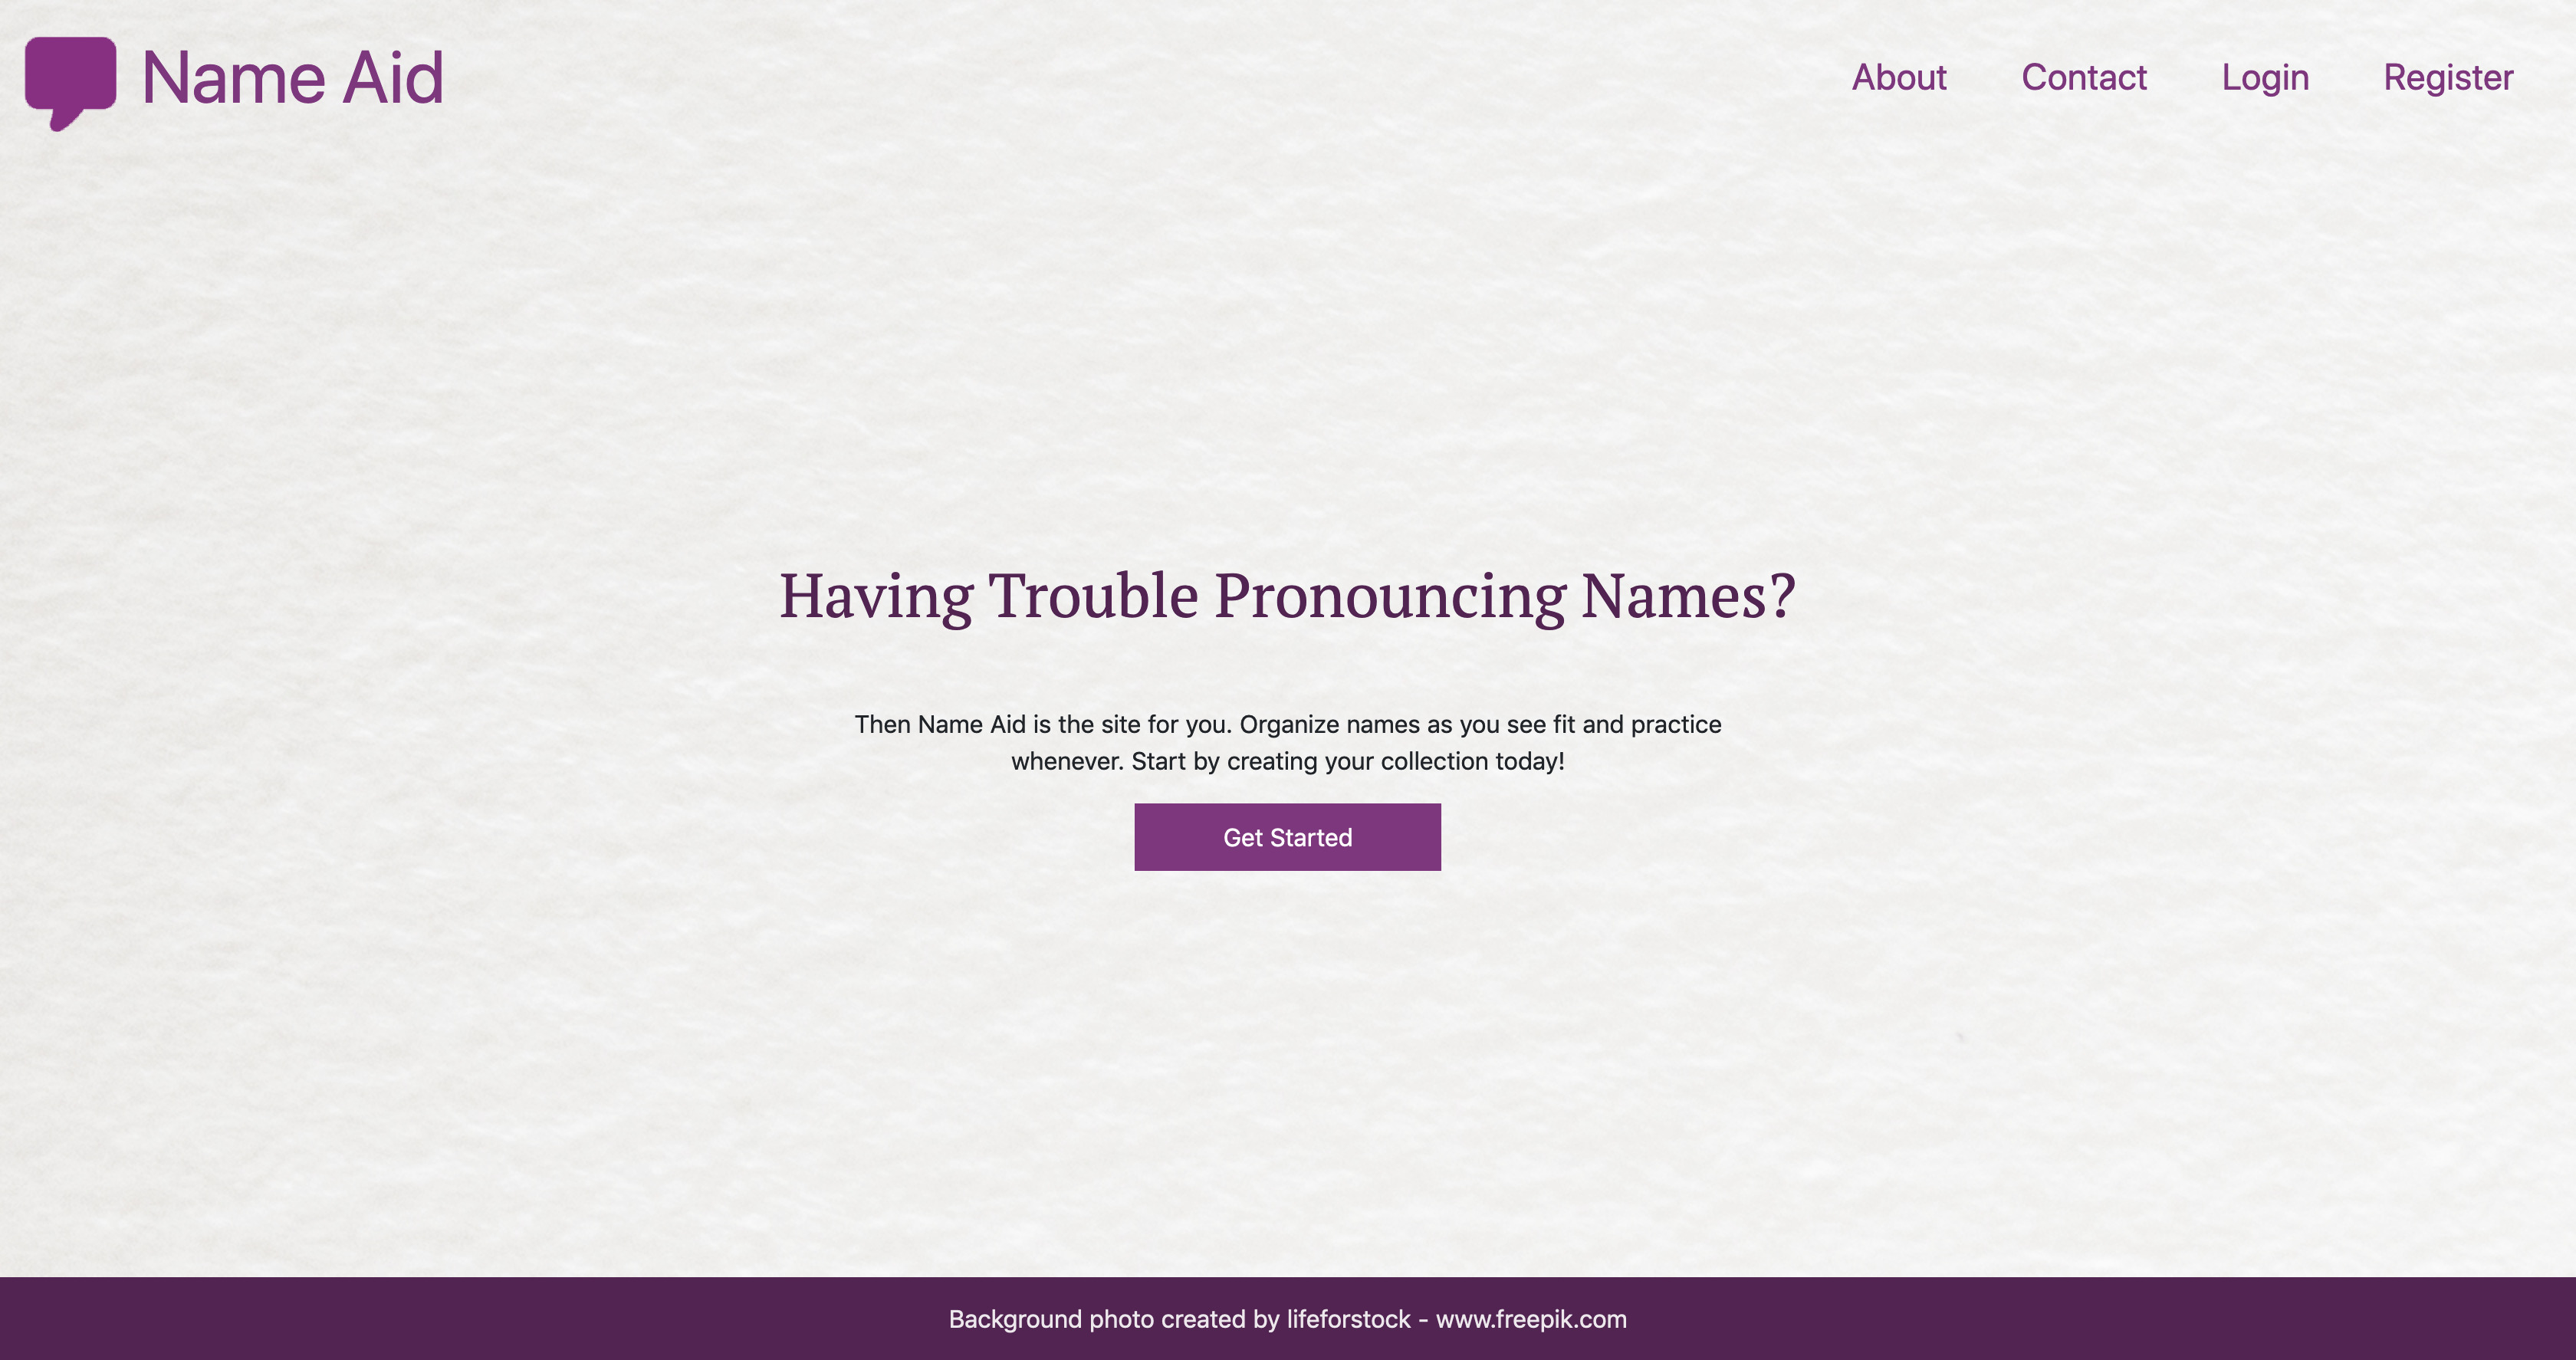 Name Aid
About Contact Login Register
Having Trouble Pronouncing Names?
Then Name Aid is the site for you. Organize names as you see fit and practice
whenever. Start by creating your collection today!
Get Started
Background photo created by lifeforstock - www.freepik.com